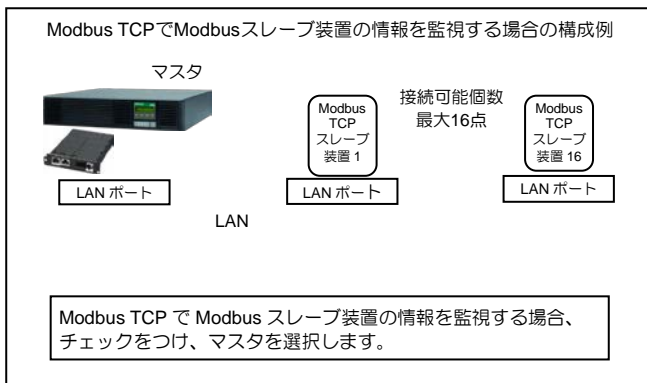 Modbus TCPでModbusスレーブ装置の情報を監視する場合の構成例
マスタ
接続可能個数
最大16点
Modbus
TCP
スレーブ
装置 1
Modbus
TCP
スレーブ
装置 16
LAN ポート
LAN ポート
LAN ポート
LAN
Modbus TCP で Modbus スレーブ装置の情報を監視する場合、
チェックをつけ、マスタを選択します。